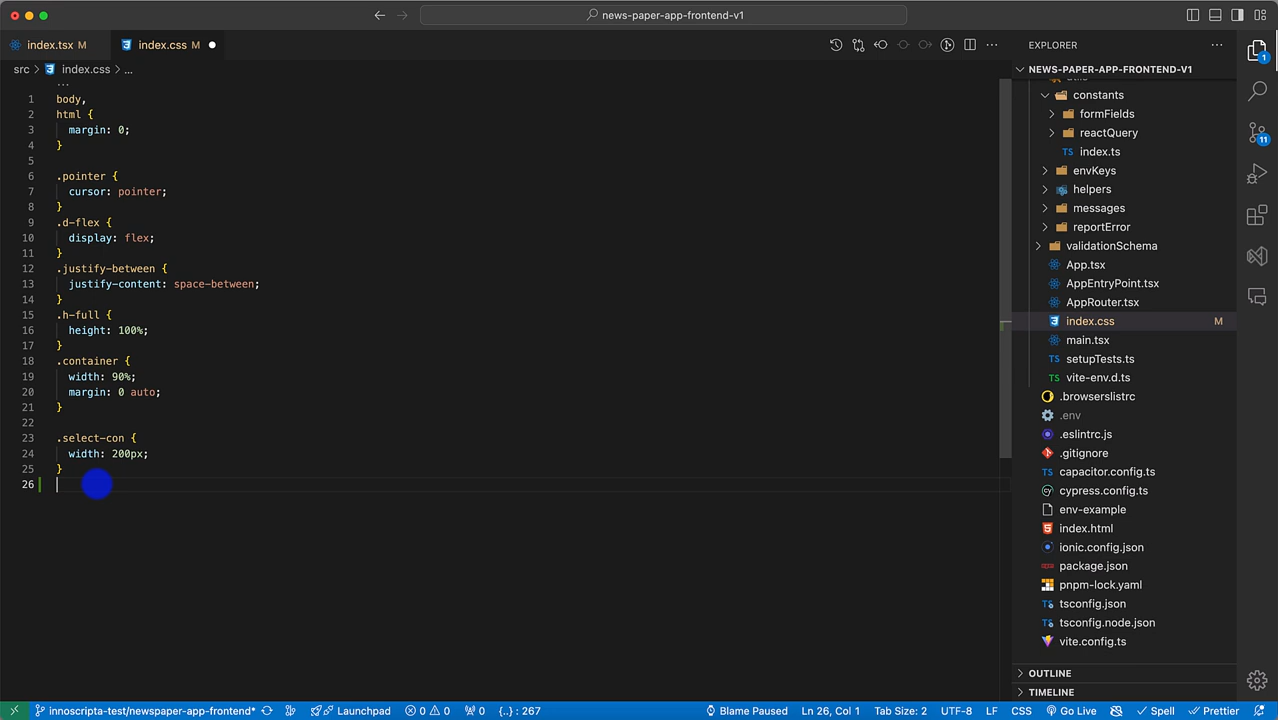 news-paper-app-frontend-v1
index.tsx M
index.css M
EXPLORER
src > index.css > ...
NEWS-PAPER-APP-FRONTEND-V1
...
1 body,
2 html {
3 margin: 0;
4 }
5
6 .pointer {
7 cursor: pointer;
8 }
9 .d-flex {
10 display: flex;
11 }
12 .justify-between {
13 justify-content: space-between;
14 }
15 .h-full {
16 height: 100%;
17 }
18 .container {
19 width: 90%;
20 margin: 0 auto;
21 }
22
23 .select-con {
24 width: 200px;
25 }
26
constants
formFields
reactQuery
TS index.ts
envKeys
helpers
messages
reportError
validationSchema
App.tsx
AppEntryPoint.tsx
AppRouter.tsx
index.css M
main.tsx
TS setupTests.ts
TS vite-env.d.ts
.browserslistrc
.env
.eslintrc.js
.gitignore
capacitor.config.ts
cypress.config.ts
env-example
index.html
ionic.config.json
package.json
pnpm-lock.yaml
tsconfig.json
tsconfig.node.json
vite.config.ts
OUTLINE
TIMELINE
1
11
innoscripta-test/newspaper-app-frontend*
Launchpad
0 0
0
{..} : 267
Blame Paused
Ln 26, Col 1
Tab Size: 2
UTF-8
LF
CSS
Go Live
Spell
Prettier